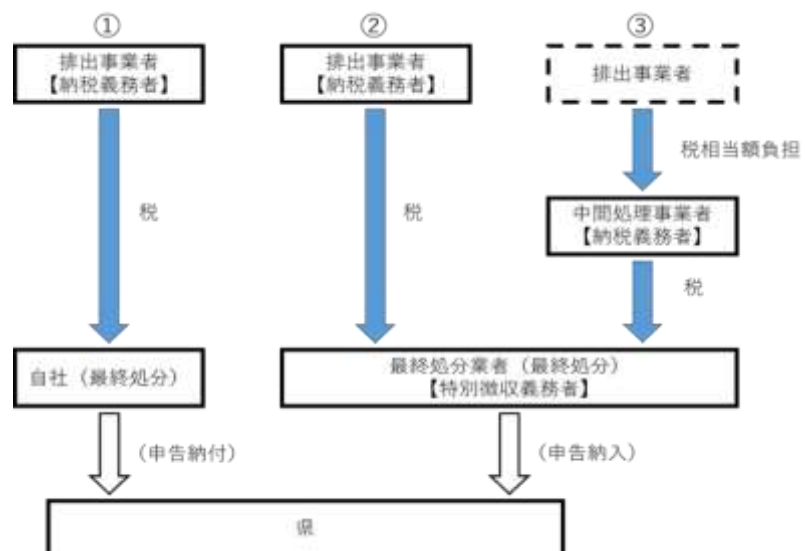 ①
②
③
排出事業者
【納税義務者】
排出事業者
【納税義務者】
排出事業者
税相当額負担
中間処理事業者
【納税義務者】
税
税
税
自社（最終処分）
最終処分業者（最終処分）
【特別徴収義務者】
（申告納付）
（申告納入）
県